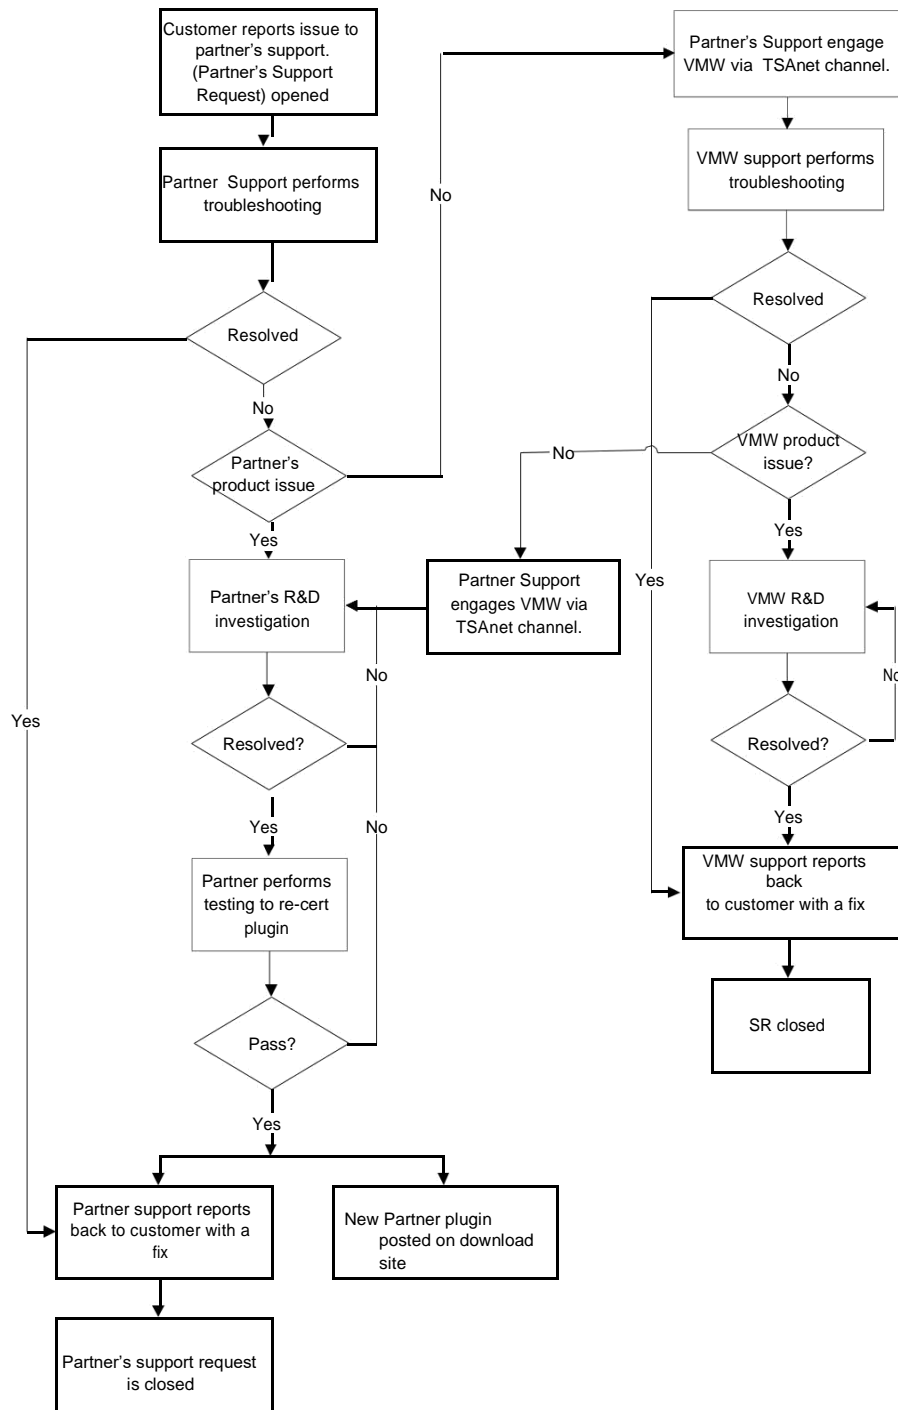 Customer reports issue to
partner’s support.
(Partner’s Support
Request) opened
Partner’s Support engage
VMW via TSAnet channel.
Partner Support performs
troubleshooting
No
VMW support performs
troubleshooting
Resolved
Resolved
No
No
Partner’s
product issue
No
VMW product
issue?
Yes
Yes
Partner’s R&D
investigation
Partner Support
engages VMW via
TSAnet channel.
Yes
VMW R&D
investigation
No
No
Yes
Resolved?
Resolved?
Yes
No
Yes
Partner performs
testing to re-cert
plugin
VMW support reports
back
to customer with a fix
Pass?
SR closed
Yes
Partner support reports
back to customer with a
fix
New Partner plugin
posted on download
site
Partner’s support request
is closed